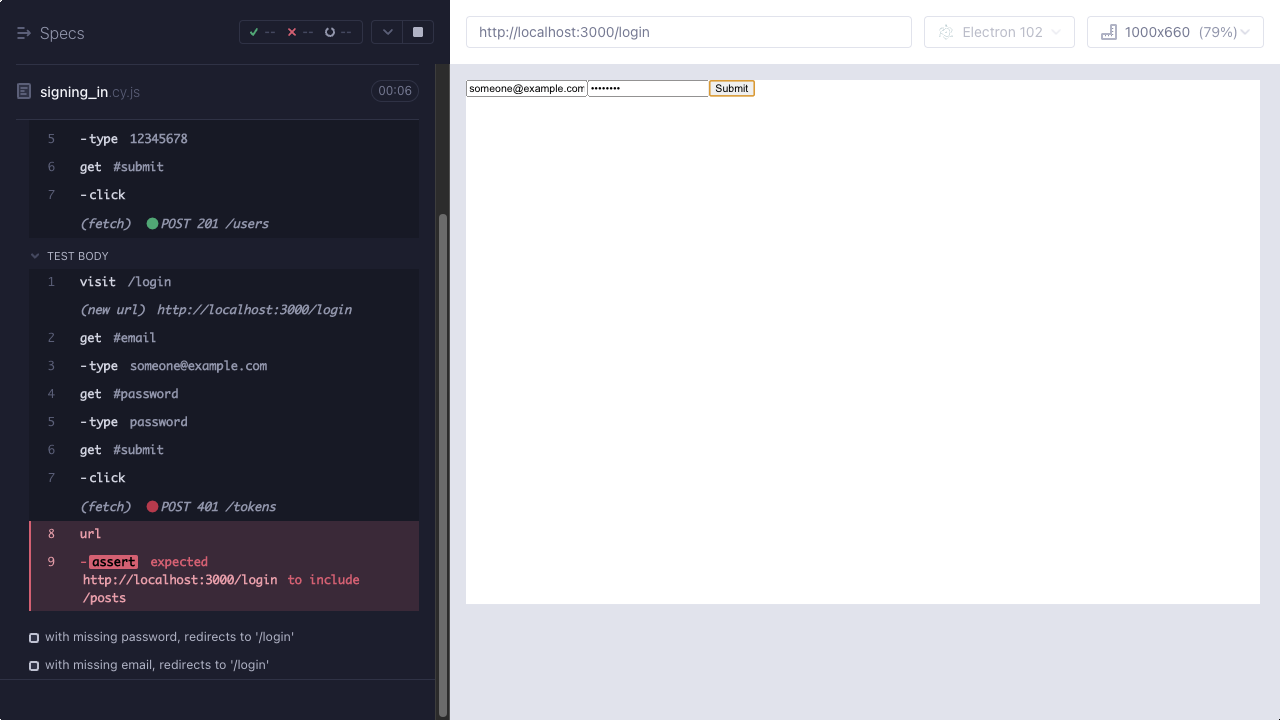 Specs
-- -- --
signing_in.cy.js 00:06
5 -type 12345678
6 get #submit
7 -click
(fetch) POST 201 /users
TEST BODY
1 visit /login
(new url) http://localhost:3000/login
2 get #email
3 -type someone@example.com
4 get #password
5 -type password
6 get #submit
7 -click
(fetch) POST 401 /tokens
8 url
9 -assert expected
http://localhost:3000/login to include
/posts
with missing password, redirects to '/login'
with missing email, redirects to '/login'
http://localhost:3000/login Electron 102 1000x660 (79%)
someone@example.com •••••••• Submit